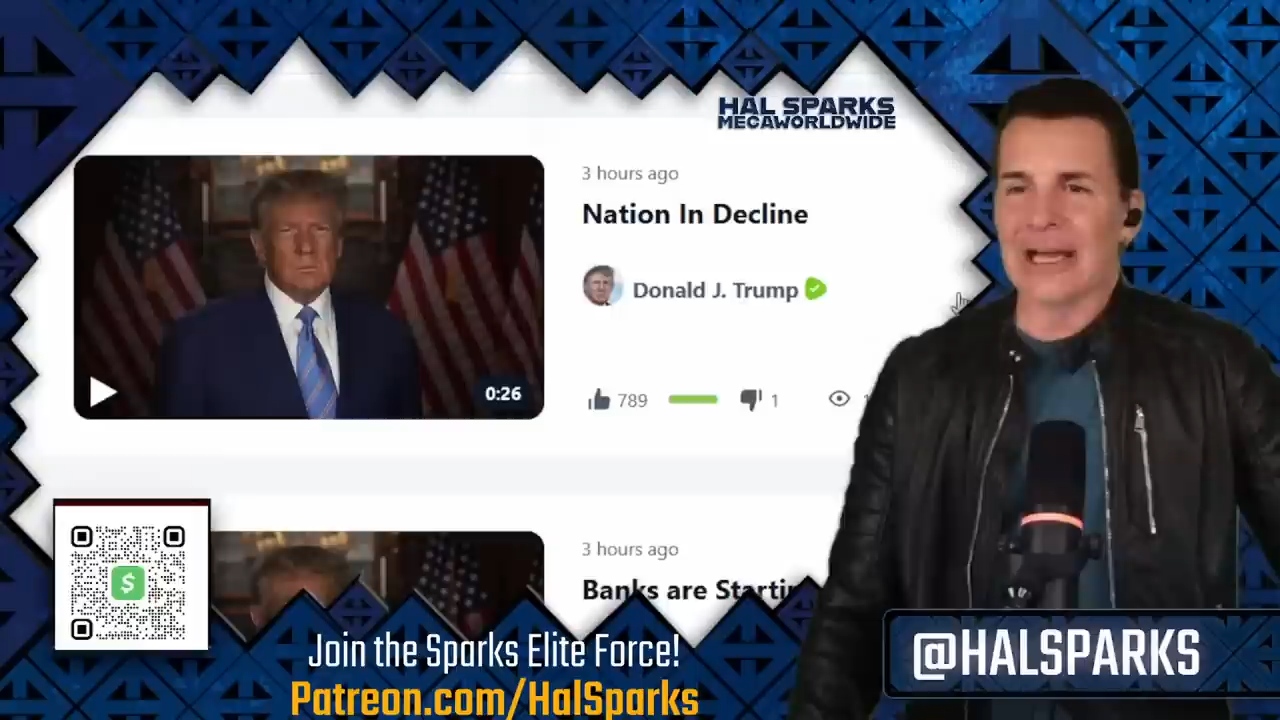 HAL SPARKS
MEGAWORLDWIDE
3 hours ago
Nation In Decline
Donald J. Trump
0:26
789
1
3 hours ago
Banks are
Join the Sparks Elite Force!
Patreon.com/HalSparks
@HALSPARKS
$